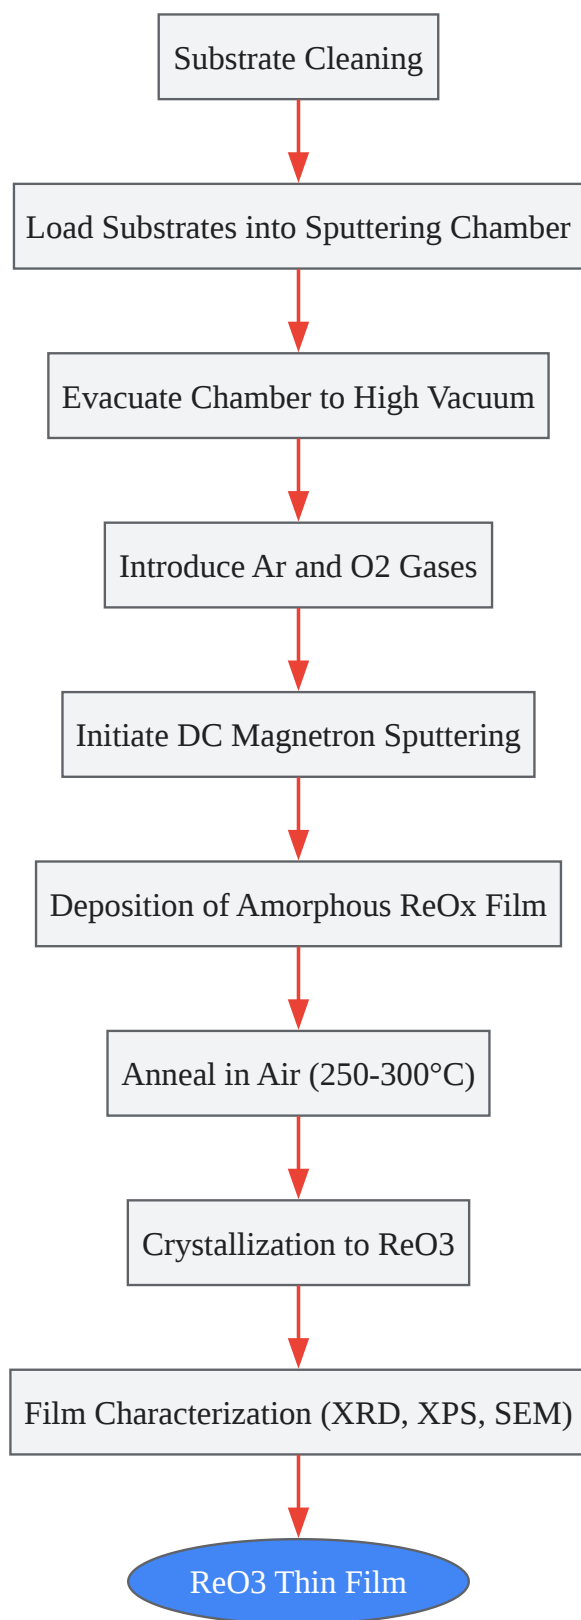 Substrate Cleaning
Load Substrates into Sputtering Chamber
Evacuate Chamber to High Vacuum
Introduce Ar and O2 Gases
Initiate DC Magnetron Sputtering
Deposition of Amorphous ReOx Film
Anneal in Air (250-300°C)
Crystallization to ReO3
Film Characterization (XRD, XPS, SEM)
ReO3 Thin Film